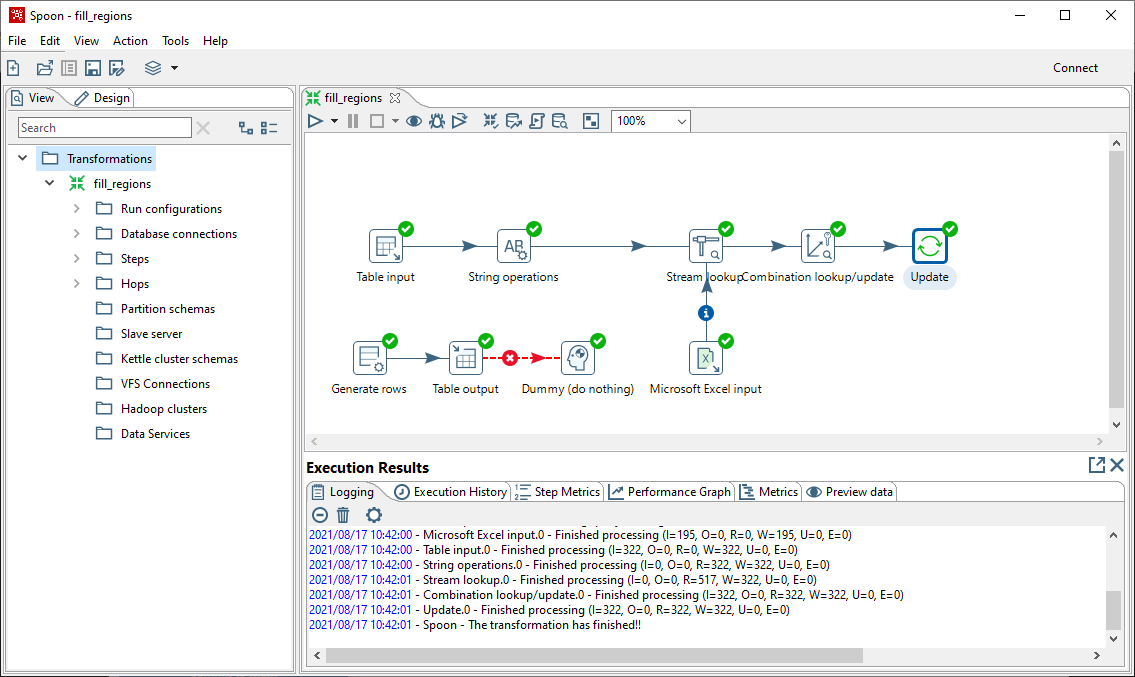 Spoon - fill_regions
File Edit View Action Tools Help
Connect
View Design
Search
Transformations
fill_regions
Run configurations
Database connections
Steps
Hops
Partition schemas
Slave server
Kettle cluster schemas
VFS Connections
Hadoop clusters
Data Services
fill_regions
100%
Table input
AB
String operations
Stream lookup
Combination lookup/update
Update
Generate rows
Table output
Dummy (do nothing)
Microsoft Excel input
Execution Results
Logging Execution History Step Metrics Performance Graph Metrics Preview data
2021/08/17 10:42:00 - Microsoft Excel input.0 - Finished processing (I=195, O=0, R=0, W=195, U=0, E=0)
2021/08/17 10:42:00 - Table input.0 - Finished processing (I=322, O=0, R=0, W=322, U=0, E=0)
2021/08/17 10:42:00 - String operations.0 - Finished processing (I=0, O=0, R=322, W=322, U=0, E=0)
2021/08/17 10:42:01 - Stream lookup.0 - Finished processing (I=0, O=0, R=517, W=322, U=0, E=0)
2021/08/17 10:42:01 - Combination lookup/update.0 - Finished processing (I=322, O=0, R=322, W=322, U=0, E=0)
2021/08/17 10:42:01 - Update.0 - Finished processing (I=322, O=0, R=322, W=322, U=0, E=0)
2021/08/17 10:42:01 - Spoon - The transformation has finished!!